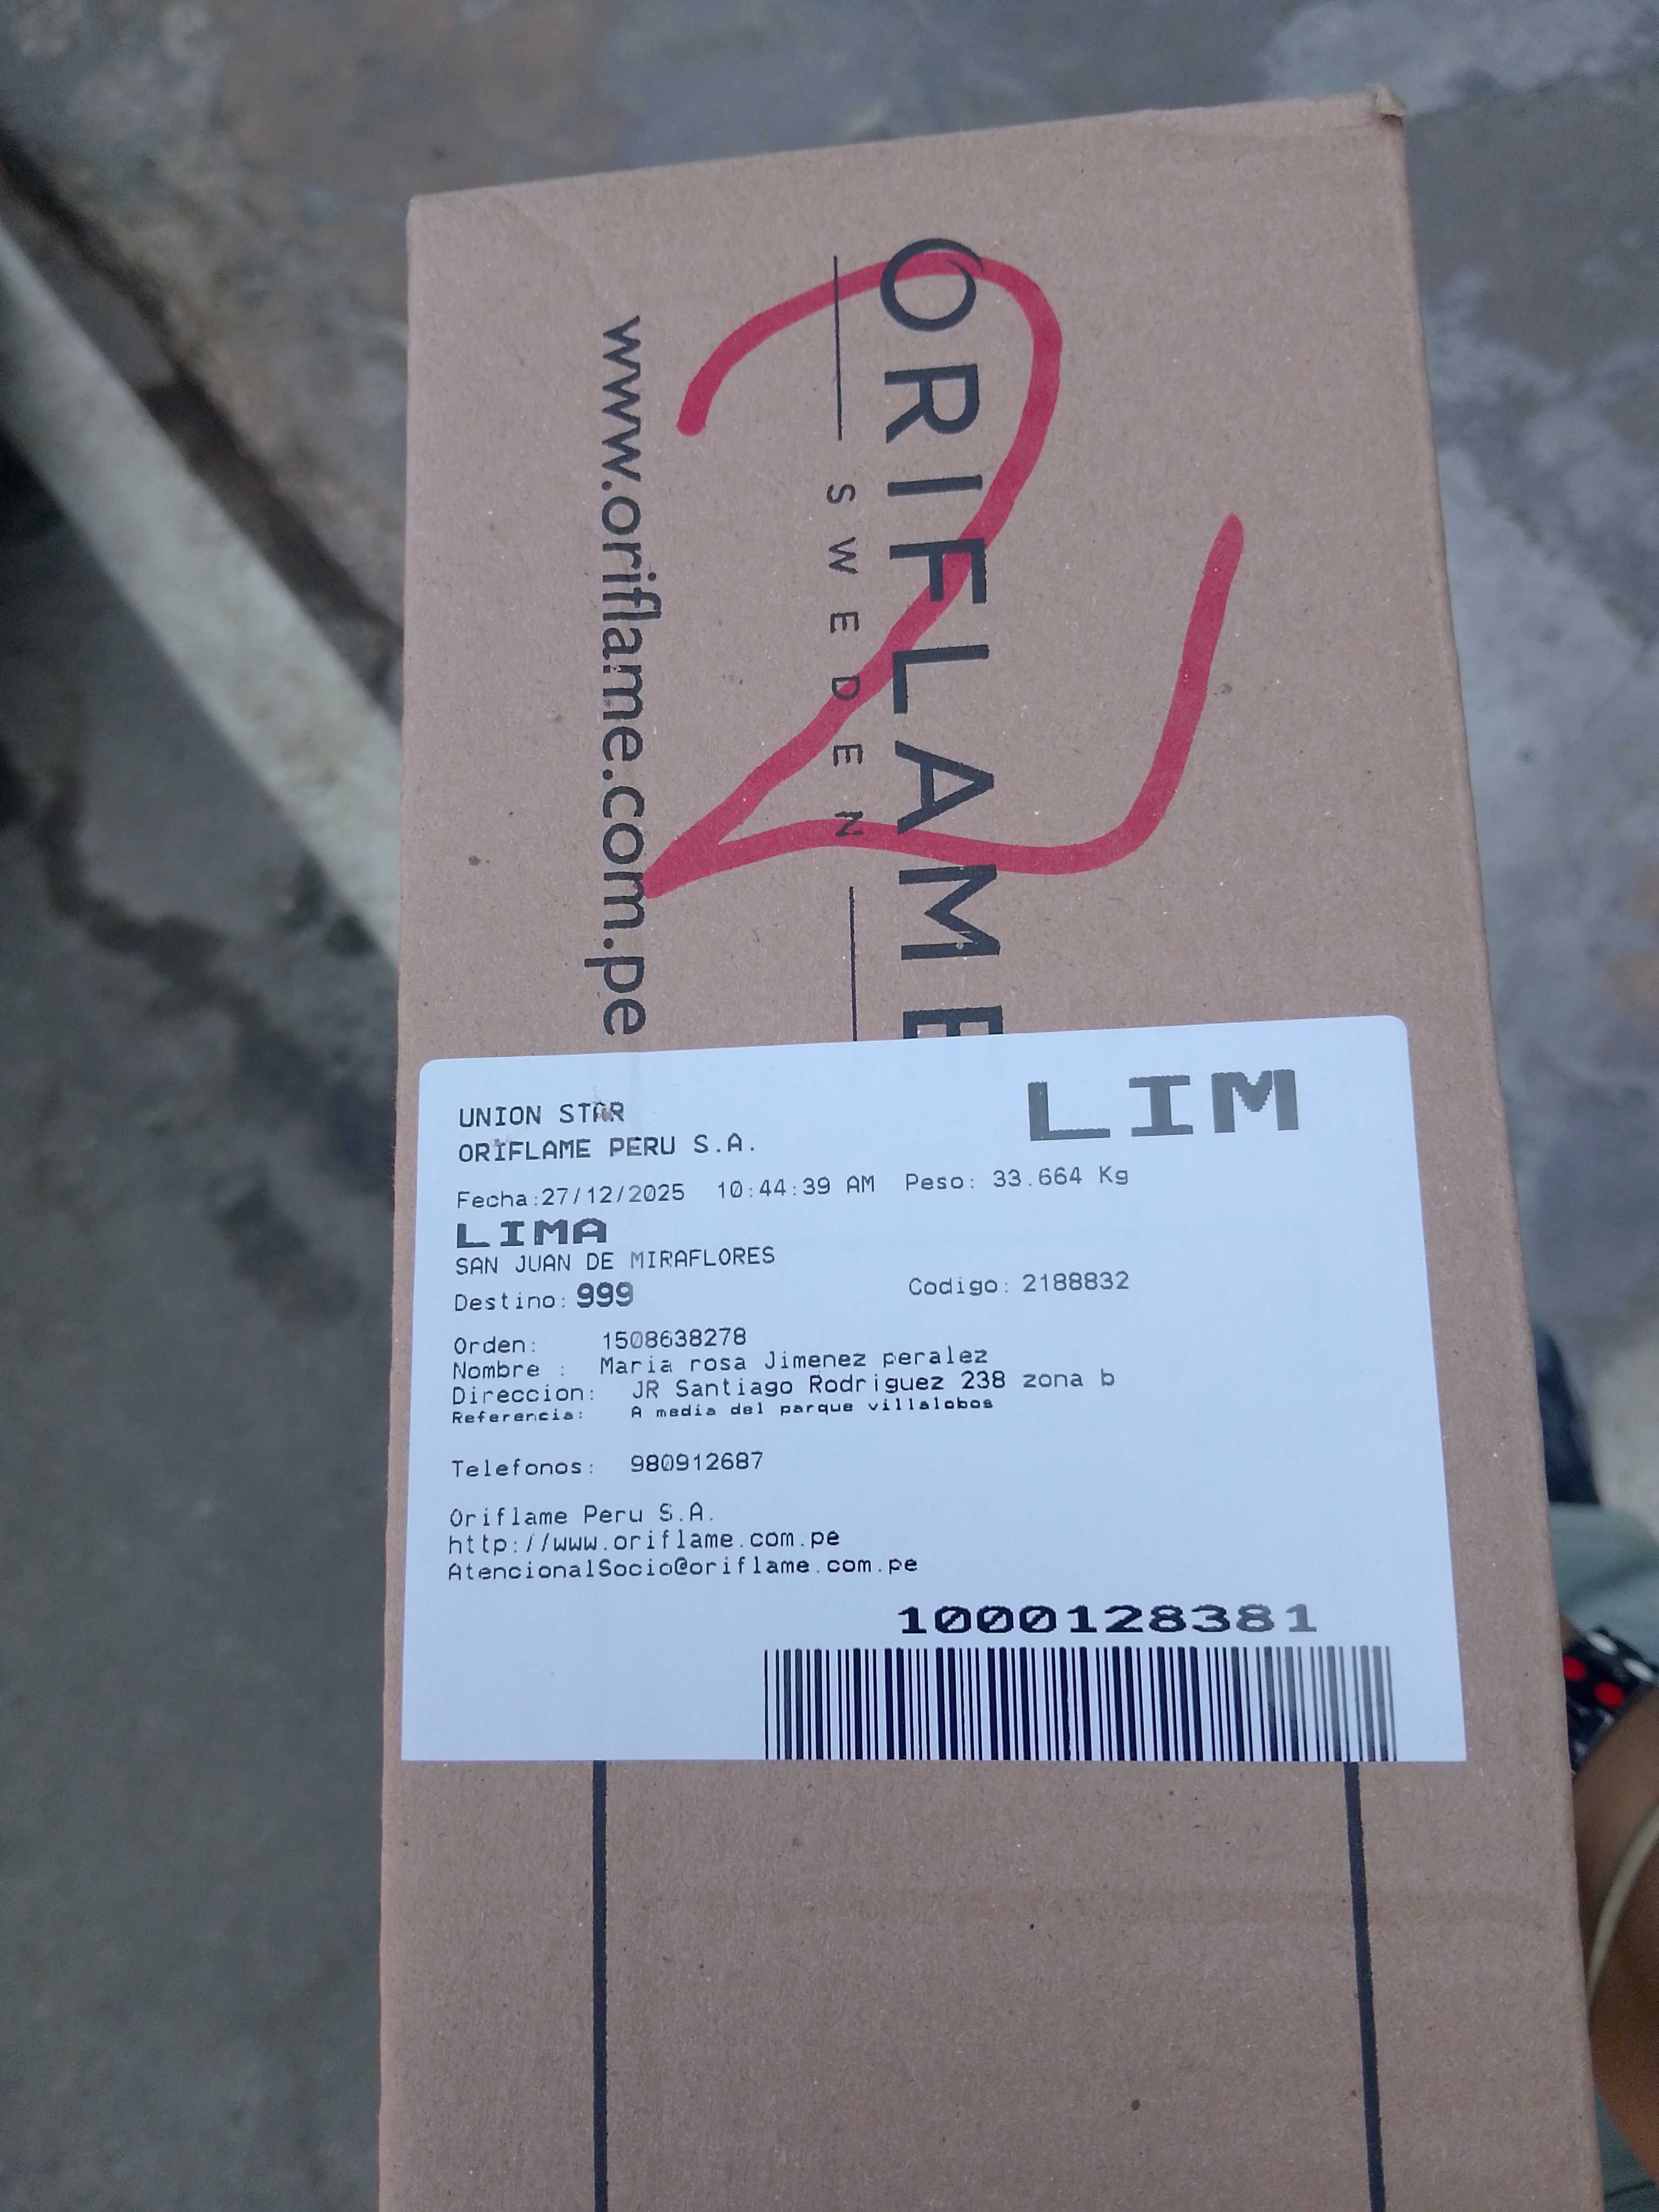 ORIFLAME
SWEDEN
www.oriflame.com.pe
2
UNION STAR
ORIFLAME PERU S.A.
LIM
Fecha:27/12/2025 10:44:39 AM Peso: 33.664 Kg
LIMA
SAN JUAN DE MIRAFLORES
Destino: 999 Codigo: 2188832
Orden: 1508638278
Nombre : Maria rosa Jimenez peralez
Direccion: JR Santiago Rodriguez 238 zona b
Referencia: A media del parque villalobos
Telefonos: 980912687
Oriflame Peru S.A.
http://www.oriflame.com.pe
AtencionalSocio@oriflame.com.pe
1000128381